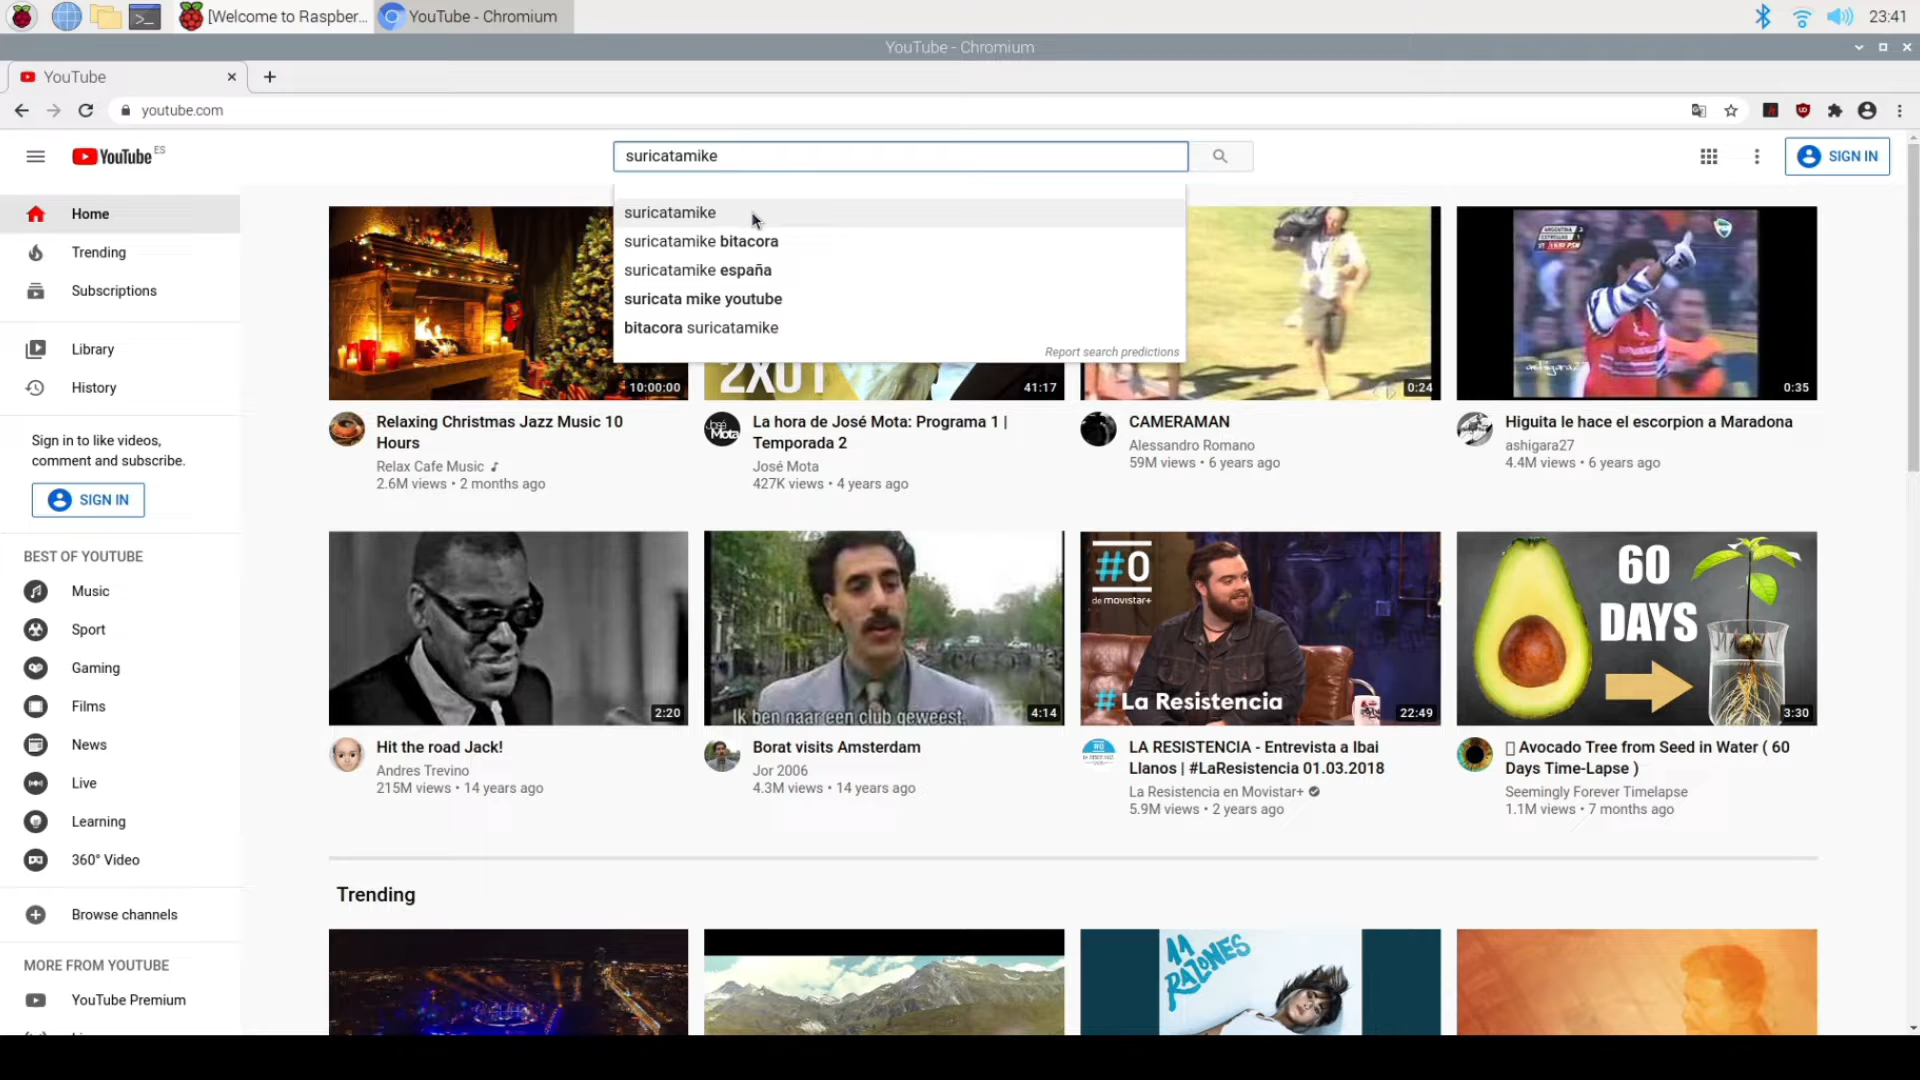 [Welcome to Raspber...
YouTube - Chromium
23:41
YouTube - Chromium
YouTube
youtube.com
YouTube ES
suricatamike
SIGN IN
suricatamike
suricatamike bitacora
suricatamike españa
suricata mike youtube
bitacora suricatamike
Report search predictions
Home
Trending
Subscriptions
Library
History
Sign in to like videos,
comment and subscribe.
SIGN IN
BEST OF YOUTUBE
Music
Sport
Gaming
Films
News
Live
Learning
360° Video
Browse channels
MORE FROM YOUTUBE
YouTube Premium
10:00:00
Relaxing Christmas Jazz Music 10
Hours
Relax Cafe Music ♪
2.6M views • 2 months ago
2X01
41:17
José Mota
La hora de José Mota: Programa 1 |
Temporada 2
José Mota
427K views • 4 years ago
0:24
CAMERAMAN
Alessandro Romano
59M views • 6 years ago
ashigara27
0:35
Higuita le hace el escorpion a Maradona
ashigara27
4.4M views • 6 years ago
2:20
Hit the road Jack!
Andres Trevino
215M views • 14 years ago
Ik ben naar een club geweest,
4:14
Borat visits Amsterdam
Jor 2006
4.3M views • 14 years ago
#0
de movistar+
# La Resistencia
22:49
LA RESISTENCIA - Entrevista a Ibai
Llanos | #LaResistencia 01.03.2018
La Resistencia en Movistar+
5.9M views • 2 years ago
60
DAYS
3:30
Avocado Tree from Seed in Water ( 60
Days Time-Lapse )
Seemingly Forever Timelapse
1.1M views • 7 months ago
Trending
11
RAZONES